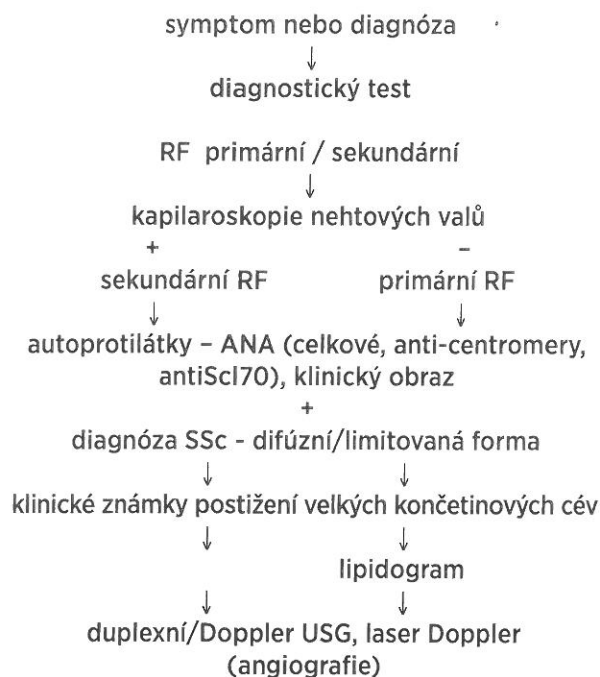 symptom nebo diagnóza
↓
diagnostický test
RF primární / sekundární
↓
kapilaroskopie nehtových valů
+ –
sekundární RF primární RF
↓ ↓
autoprotilátky – ANA (celkové, anti-centromery,
antiScl70), klinický obraz
+
diagnóza SSc - difúzní/limitovaná forma
↓ ↓
klinické známky postižení velkých končetinových cév
↓ ↓
lipidogram
↓ ↓
duplexní/Doppler USG, laser Doppler
(angiografie)